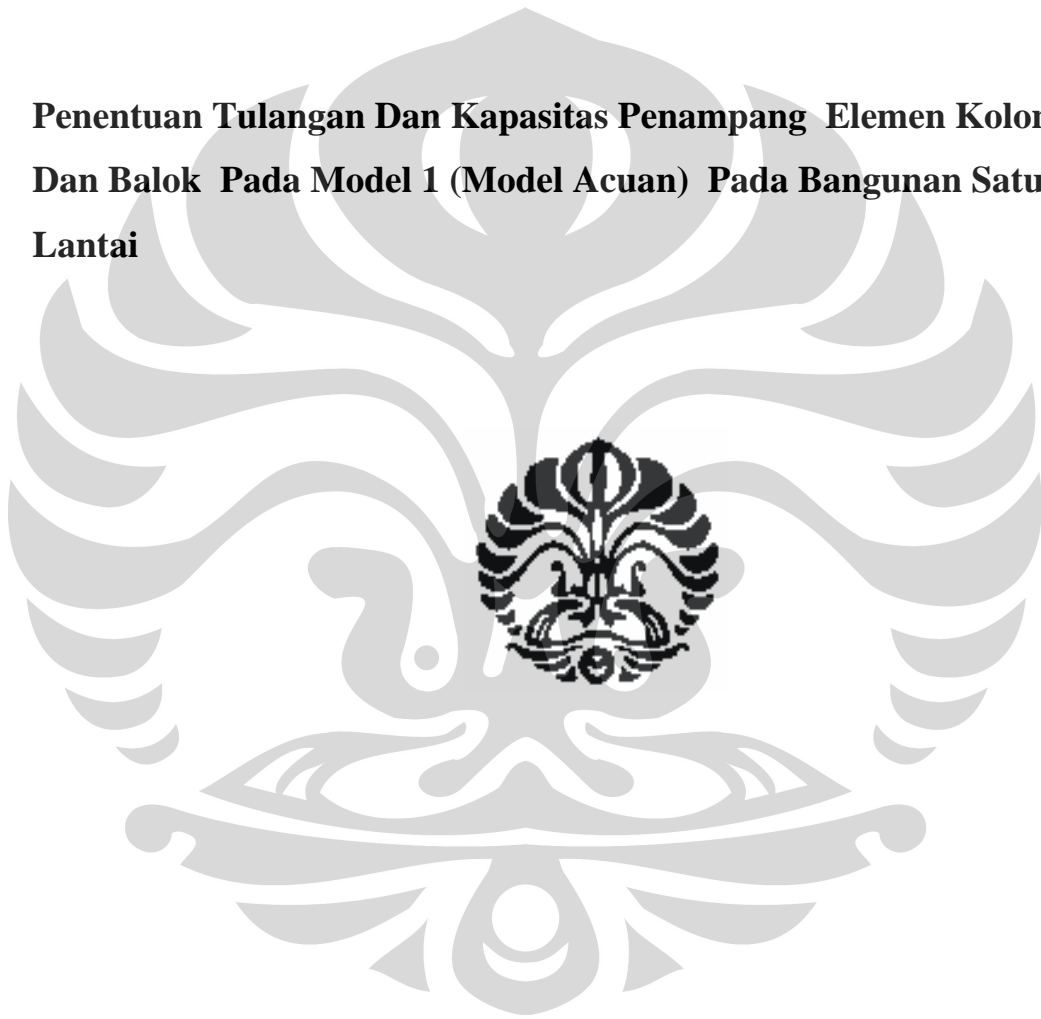 Penentuan Tulangan Dan Kapasitas Penampang Elemen Kolom
Dan Balok Pada Model 1 (Model Acuan) Pada Bangunan Satu
Lantai